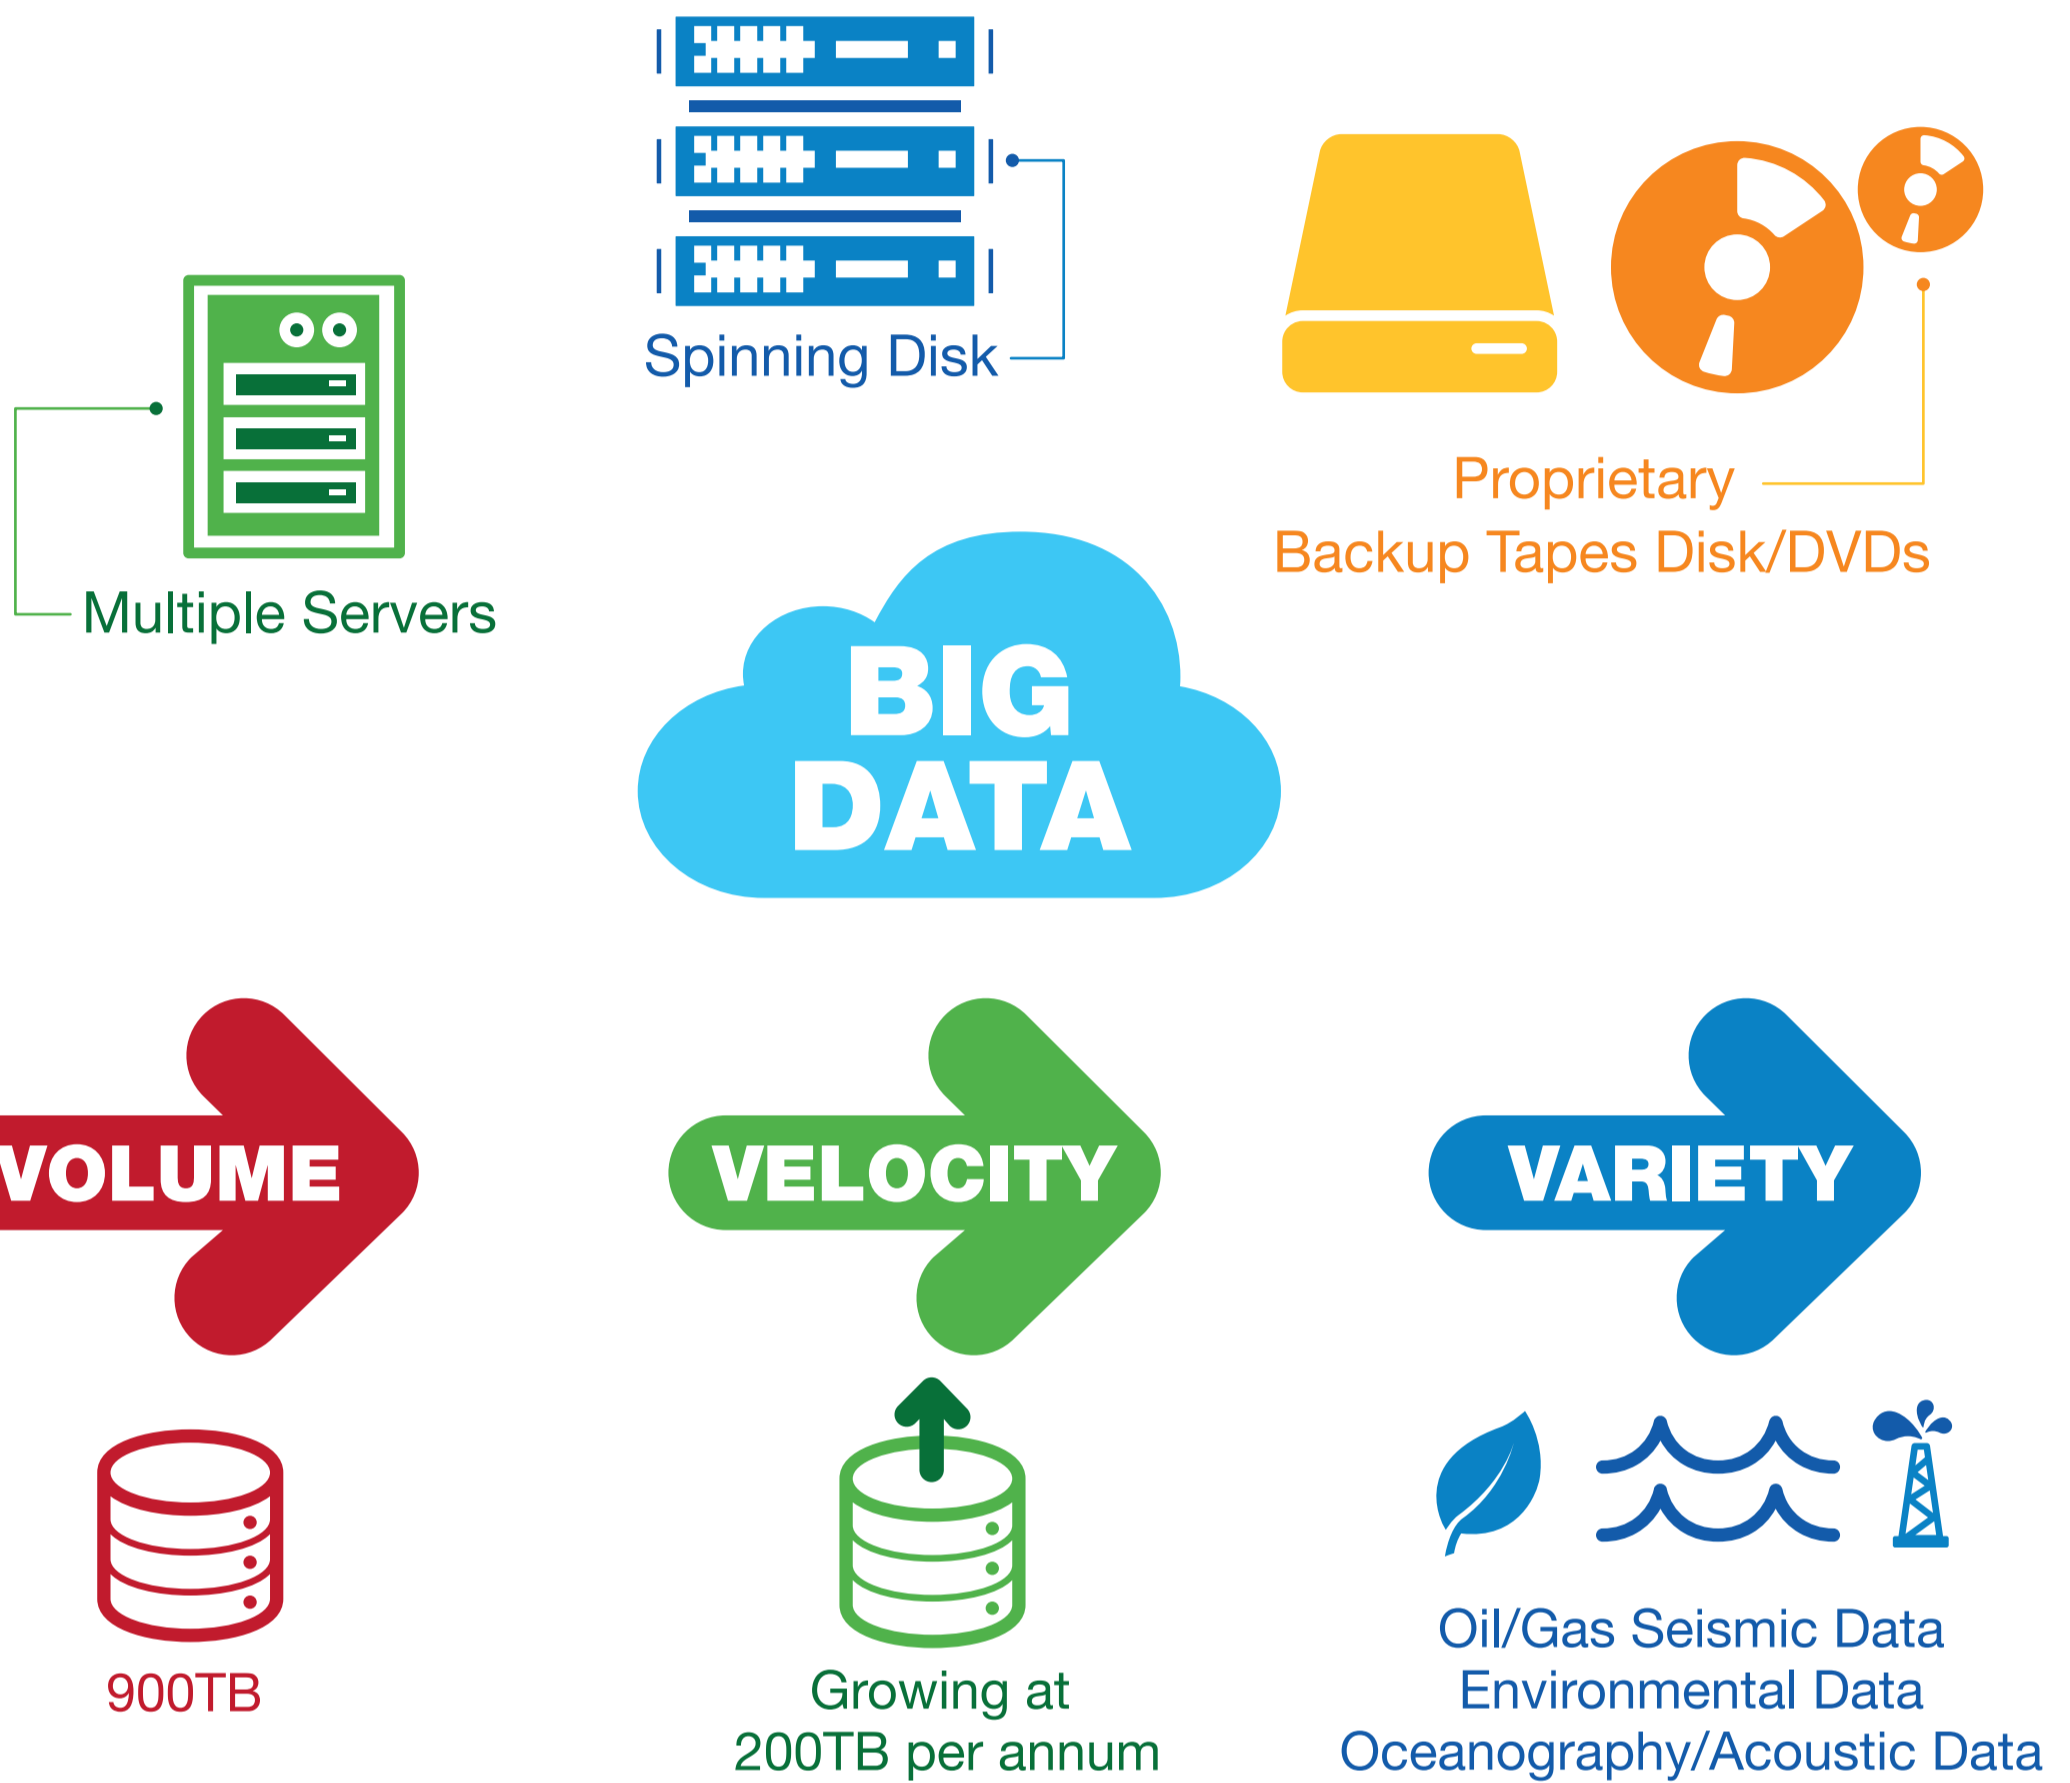 Spinning Disk
Proprietary
Backup Tapes Disk/DVDs
Multiple Servers
BIG
DATA
VOLUME
VELOCITY
VARIETY
900TB
Growing at
200TB per annum
Oil/Gas Seismic Data
Environmental Data
Oceanography/Acoustic Data